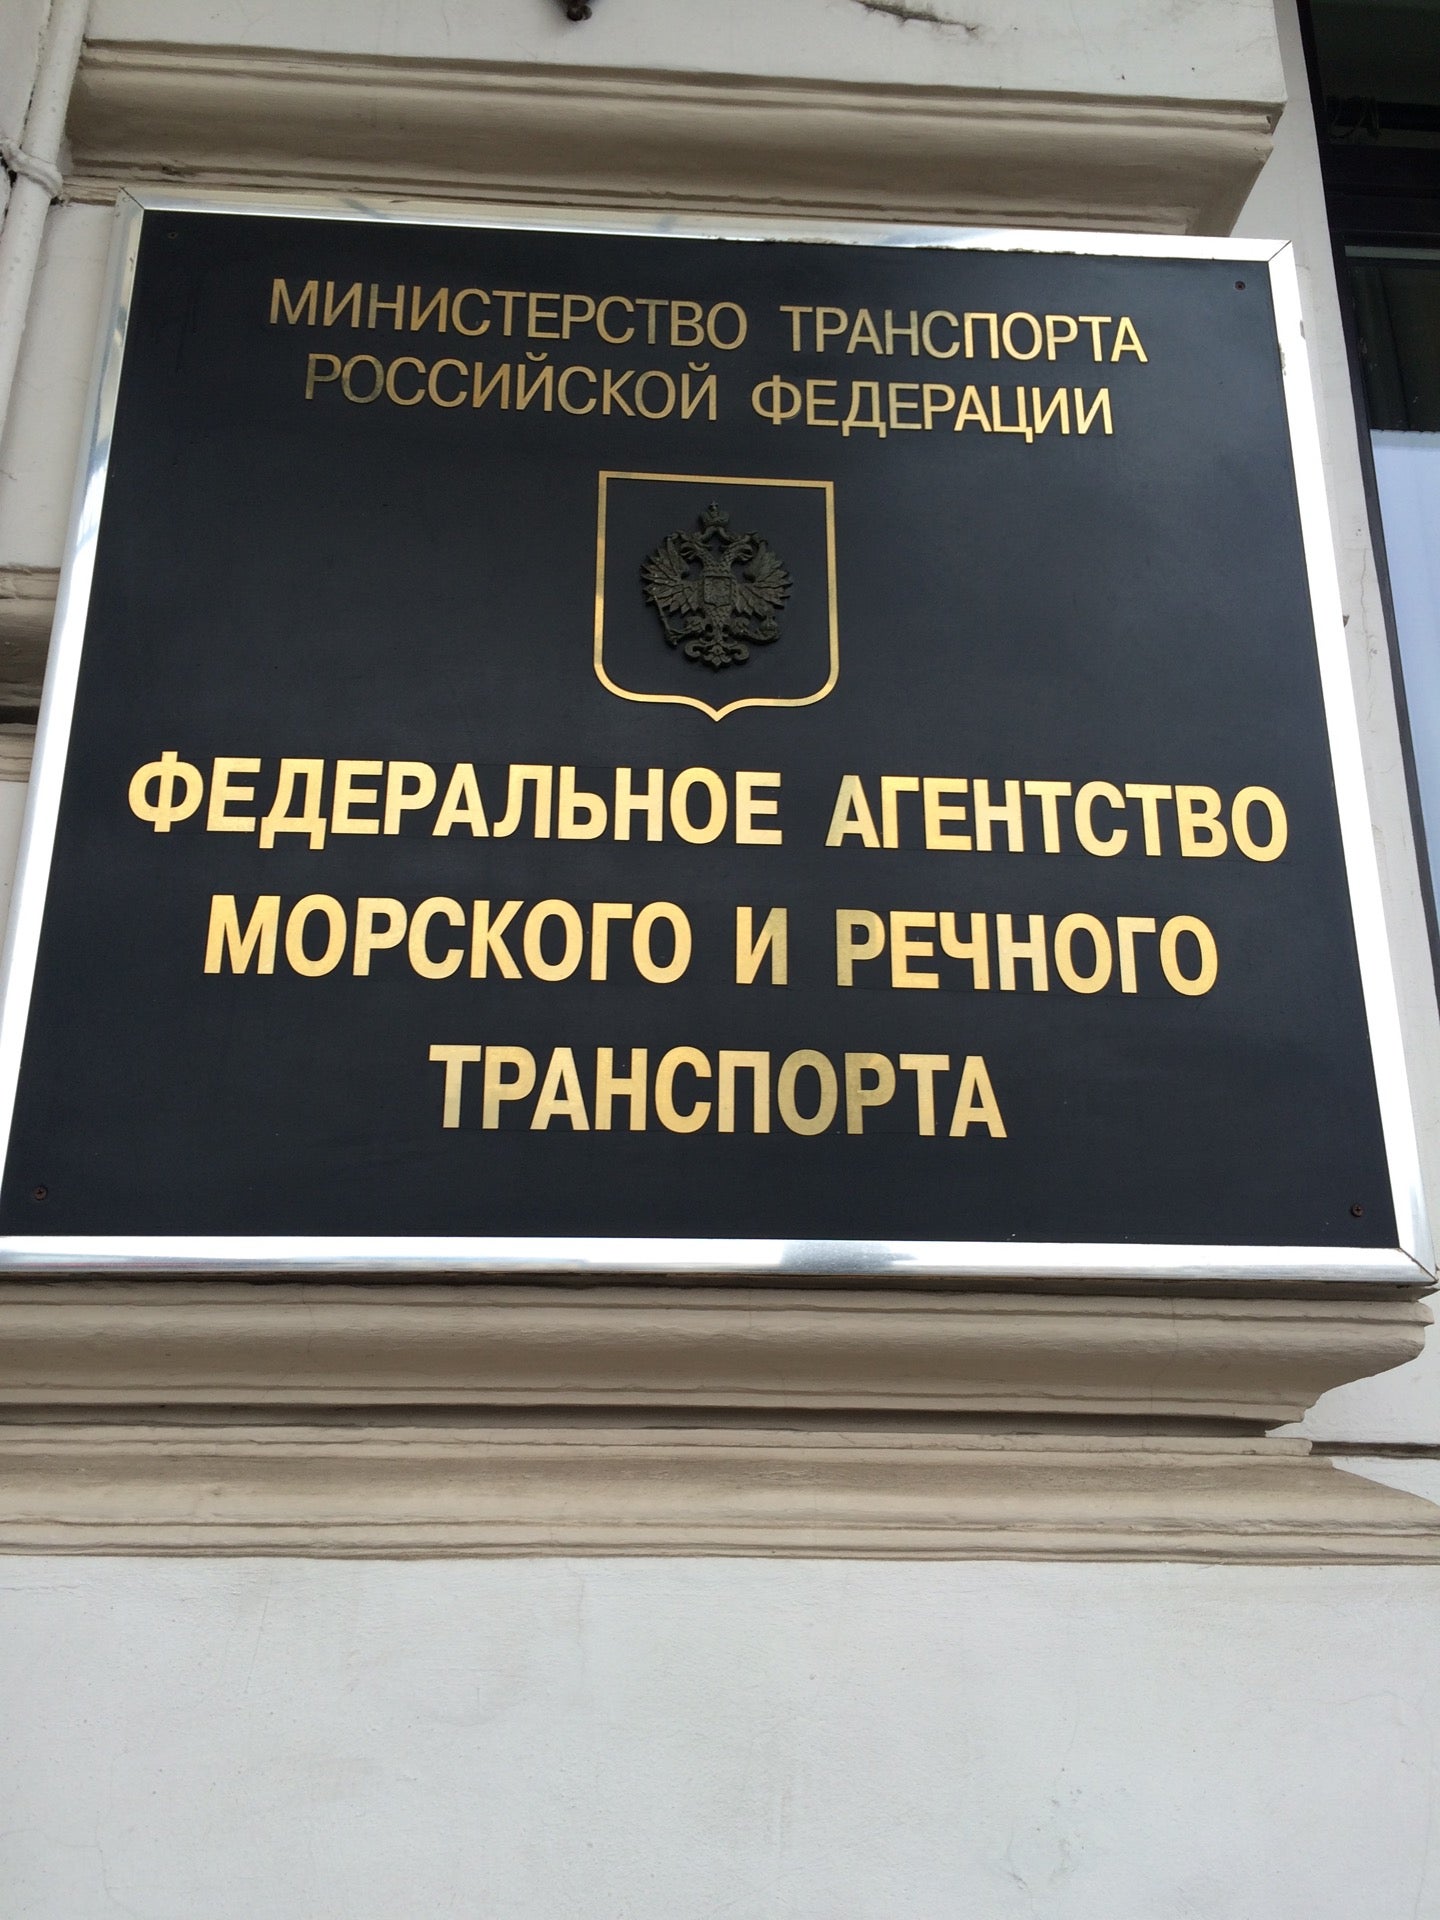 МИНИСТЕРСТВО ТРАНСПОРТА
РОССИЙСКОЙ ФЕДЕРАЦИИ
ФЕДЕРАЛЬНОЕ АГЕНТСТВО
МОРСКОГО И РЕЧНОГО
ТРАНСПОРТА